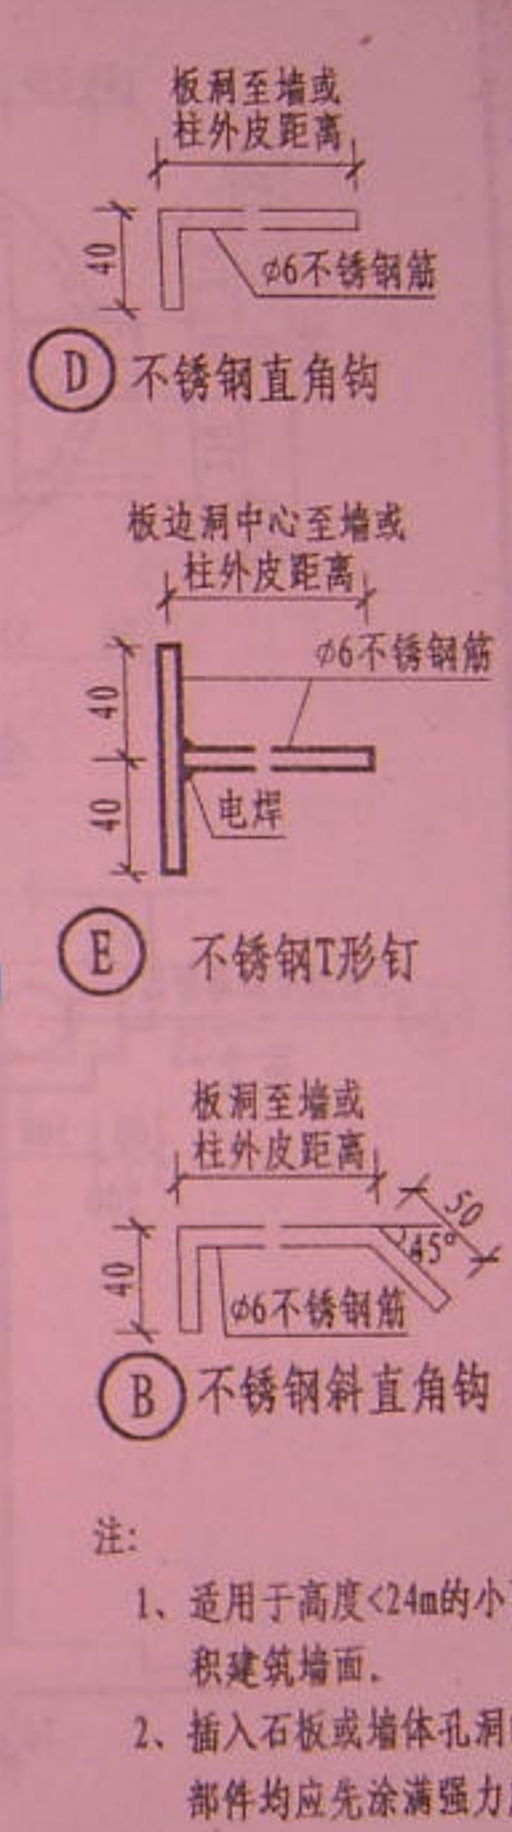 板洞至墙或
柱外皮距离
40
ø6不锈钢筋
D 不锈钢直角钩
板边洞中心至墙或
柱外皮距离
ø6不锈钢筋
40
40
电焊
E 不锈钢T形钉
板洞至墙或
柱外皮距离
50
45°
40
ø6不锈钢筋
B 不锈钢斜直角钩
注:
1、适用于高度<24m的小
积建筑墙面。
2、插入石板或墙体孔洞
部件均应先涂满强力